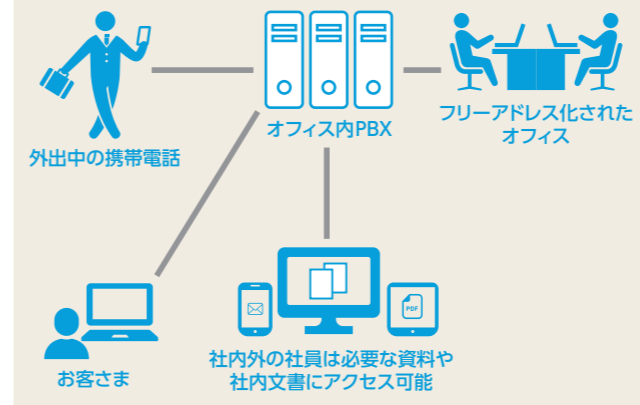 オフィス内PBX
フリーアドレス化された
オフィス
外出中の携帯電話
PDF
お客さま
社内外の社員は必要な資料や
社内文書にアクセス可能